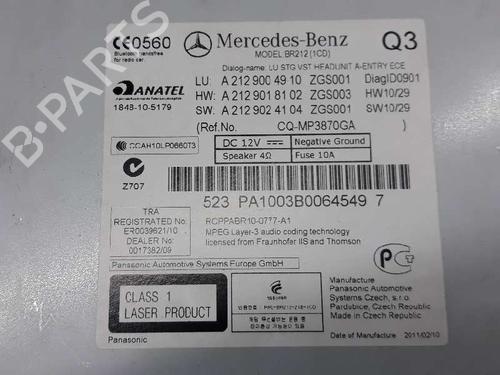 CE0560
Bluetooth handsfree
for radio car.
Mercedes-Benz
MODEL BR212 (1CD)
Q3
Dialog-name: LU STG VST HEADUNIT A-ENTRY ECE
LU: A 212 900 49 10 ZGS001 DiagID0901
HW: A 212 901 81 02 ZGS003 HW10/29
SW: A 212 902 41 04 ZGS001 SW10/29
(Ref.No. CQ-MP3870GA )
ANATEL
1848-10-5179
CCAH10LP0660T3
Z707
DC 12V Negative Ground
Speaker 4Ω Fuse 10A
523 PA1003B0064549 7
TRA
REGISTERED No:
ER0039621/10
DEALER No:
0017382/09
RCPPABR10-0777-A1
MPEG Layer-3 audio coding technology
licensed from Fraunhofer IIS and Thomson
Panasonic Automotive Systems Europe GmbH
CLASS 1
LASER PRODUCT
Panasonic
Manufacture
Panasonic Automotive
Systems Czech, s.r.o.
Pardubice, Czech Republic
Made in Czech Republic
Date of Manufacture: 2011/02/10
B-PARTS